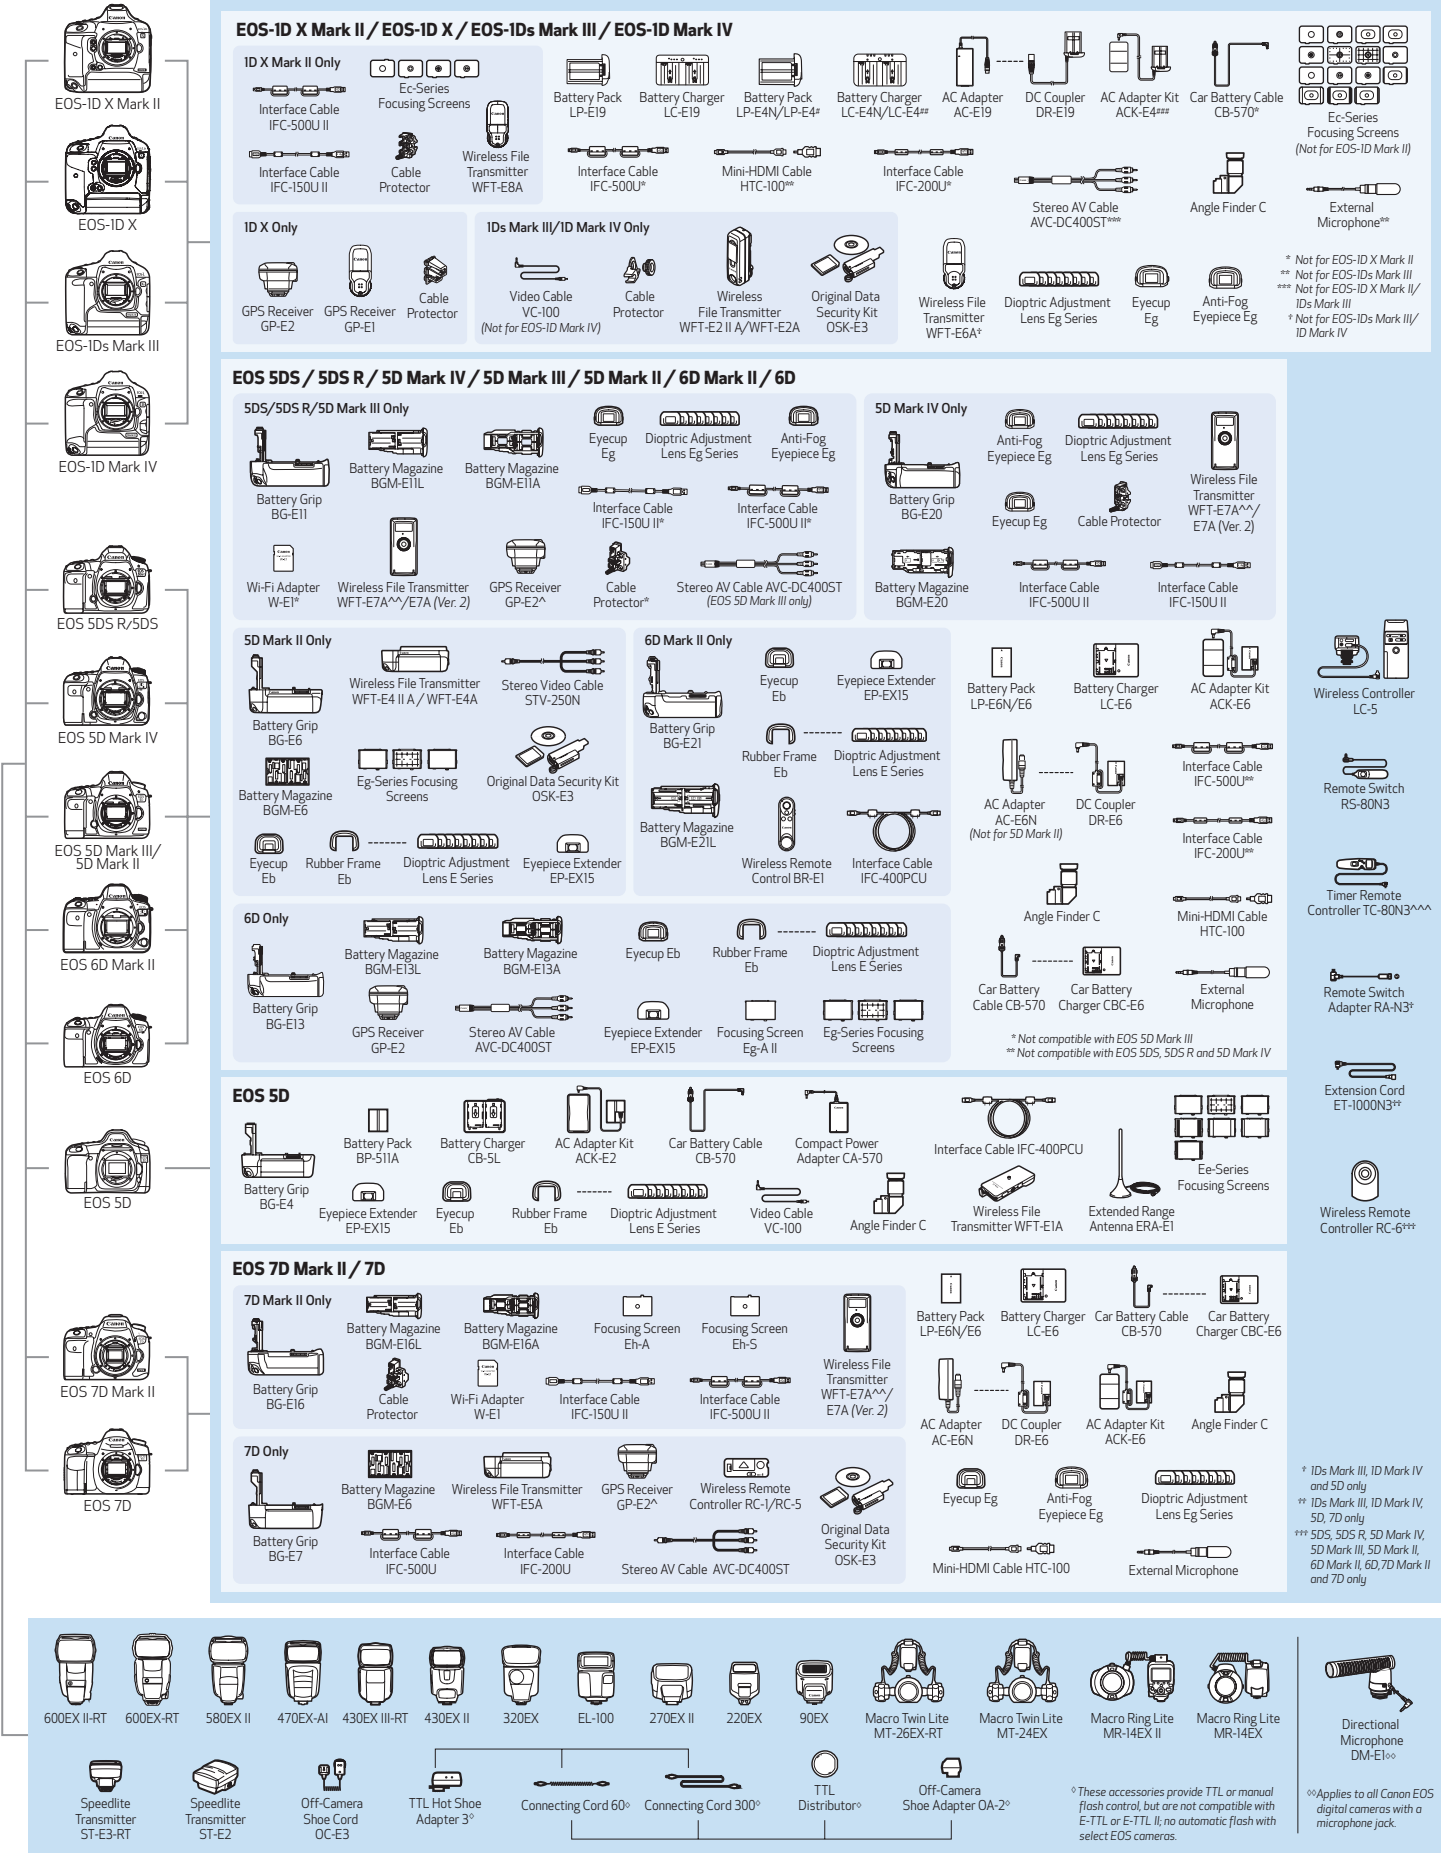 EOS-1D X Mark II
EOS-1D X
EOS-1Ds Mark III
EOS-1D Mark IV
EOS 5DS R/5DS
EOS 5D Mark IV
EOS 5D Mark III/
5D Mark II
EOS 6D Mark II
EOS 6D
EOS 5D
EOS 7D Mark II
EOS 7D
EOS-1D X Mark II / EOS-1D X / EOS-1Ds Mark III / EOS-1D Mark IV
1D X Mark II Only
Interface Cable
IFC-500U II
Ec-Series
Focusing Screens
Interface Cable
IFC-150U II
Cable
Protector
Wireless File
Transmitter
WFT-E8A
Battery Pack
LP-E19
Battery Charger
LC-E19
Battery Pack
LP-E4N/LP-E4#
Battery Charger
LC-E4N/LC-E4##
AC Adapter
AC-E19
DC Coupler
DR-E19
AC Adapter Kit
ACK-E4###
Car Battery Cable
CB-570*
Ec-Series
Focusing Screens
(Not for EOS-1D Mark II)
Interface Cable
IFC-500U*
Mini-HDMI Cable
HTC-100**
Interface Cable
IFC-200U*
Stereo AV Cable
AVC-DC400ST***
Angle Finder C
External
Microphone**
1D X Only
GPS Receiver
GP-E2
GPS Receiver
GP-E1
Cable
Protector
1Ds Mark III/1D Mark IV Only
Video Cable
VC-100
(Not for EOS-1D Mark IV)
Cable
Protector
Wireless
File Transmitter
WFT-E2 II A/WFT-E2A
Original Data
Security Kit
OSK-E3
Wireless File
Transmitter
WFT-E6A†
Dioptric Adjustment
Lens Eg Series
Eyecup
Eg
Anti-Fog
Eyepiece Eg
* Not for EOS-1D X Mark II
** Not for EOS-1Ds Mark III
*** Not for EOS-1D X Mark II/
1Ds Mark III
† Not for EOS-1Ds Mark III/
1D Mark IV
EOS 5DS / 5DS R / 5D Mark IV / 5D Mark III / 5D Mark II / 6D Mark II / 6D
5DS/5DS R/5D Mark III Only
Battery Grip
BG-E11
Battery Magazine
BGM-E11L
Battery Magazine
BGM-E11A
Eyecup
Eg
Dioptric Adjustment
Lens Eg Series
Anti-Fog
Eyepiece Eg
Interface Cable
IFC-150U II*
Interface Cable
IFC-500U II*
Wi-Fi Adapter
W-E1*
Wireless File Transmitter
WFT-E7A^^/E7A (Ver. 2)
GPS Receiver
GP-E2^
Cable
Protector*
Stereo AV Cable AVC-DC400ST
(EOS 5D Mark III only)
5D Mark IV Only
Battery Grip
BG-E20
Anti-Fog
Eyepiece Eg
Dioptric Adjustment
Lens Eg Series
Wireless File
Transmitter
WFT-E7A^^/
E7A (Ver. 2)
Eyecup Eg
Cable Protector
Battery Magazine
BGM-E20
Interface Cable
IFC-500U II
Interface Cable
IFC-150U II
5D Mark II Only
Battery Grip
BG-E6
Wireless File Transmitter
WFT-E4 II A / WFT-E4A
Stereo Video Cable
STV-250N
Battery Magazine
BGM-E6
Eg-Series Focusing
Screens
Original Data Security Kit
OSK-E3
Eyecup
Eb
Rubber Frame
Eb
Dioptric Adjustment
Lens E Series
Eyepiece Extender
EP-EX15
6D Mark II Only
Battery Grip
BG-E21
Eyecup
Eb
Eyepiece Extender
EP-EX15
Rubber Frame
Eb
Dioptric Adjustment
Lens E Series
Battery Magazine
BGM-E21L
Wireless Remote
Control BR-E1
Interface Cable
IFC-400PCU
Battery Pack
LP-E6N/E6
Battery Charger
LC-E6
AC Adapter Kit
ACK-E6
AC Adapter
AC-E6N
(Not for 5D Mark II)
DC Coupler
DR-E6
Interface Cable
IFC-500U**
Interface Cable
IFC-200U**
Angle Finder C
Mini-HDMI Cable
HTC-100
Car Battery
Cable CB-570
Car Battery
Charger CBC-E6
External
Microphone
* Not compatible with EOS 5D Mark III
** Not compatible with EOS 5DS, 5DS R and 5D Mark IV
6D Only
Battery Grip
BG-E13
Battery Magazine
BGM-E13L
Battery Magazine
BGM-E13A
Eyecup Eb
Rubber Frame
Eb
Dioptric Adjustment
Lens E Series
GPS Receiver
GP-E2
Stereo AV Cable
AVC-DC400ST
Eyepiece Extender
EP-EX15
Focusing Screen
Eg-A II
Eg-Series Focusing
Screens
EOS 5D
Battery Grip
BG-E4
Battery Pack
BP-511A
Battery Charger
CB-5L
AC Adapter Kit
ACK-E2
Car Battery Cable
CB-570
Compact Power
Adapter CA-570
Interface Cable IFC-400PCU
Ee-Series
Focusing Screens
Eyepiece Extender
EP-EX15
Eyecup
Eb
Rubber Frame
Eb
Dioptric Adjustment
Lens E Series
Video Cable
VC-100
Angle Finder C
Wireless File
Transmitter WFT-E1A
Extended Range
Antenna ERA-E1
EOS 7D Mark II / 7D
7D Mark II Only
Battery Grip
BG-E16
Battery Magazine
BGM-E16L
Battery Magazine
BGM-E16A
Focusing Screen
Eh-A
Focusing Screen
Eh-S
Wireless File
Transmitter
WFT-E7A^^/
E7A (Ver. 2)
Cable
Protector
Wi-Fi Adapter
W-E1
Interface Cable
IFC-150U II
Interface Cable
IFC-500U II
7D Only
Battery Grip
BG-E7
Battery Magazine
BGM-E6
Wireless File Transmitter
WFT-E5A
GPS Receiver
GP-E2^
Wireless Remote
Controller RC-1/RC-5
Original Data
Security Kit
OSK-E3
Interface Cable
IFC-500U
Interface Cable
IFC-200U
Stereo AV Cable AVC-DC400ST
Battery Pack
LP-E6N/E6
Battery Charger
LC-E6
Car Battery Cable
CB-570
Car Battery
Charger CBC-E6
AC Adapter
AC-E6N
DC Coupler
DR-E6
AC Adapter Kit
ACK-E6
Angle Finder C
Eyecup Eg
Anti-Fog
Eyepiece Eg
Dioptric Adjustment
Lens Eg Series
Mini-HDMI Cable HTC-100
External Microphone
Wireless Controller
LC-5
Remote Switch
RS-80N3
Timer Remote
Controller TC-80N3^^^
Remote Switch
Adapter RA-N3†
Extension Cord
ET-1000N3††
Wireless Remote
Controller RC-6†††
† 1Ds Mark III, 1D Mark IV
and 5D only
†† 1Ds Mark III, 1D Mark IV,
5D, 7D only
††† 5DS, 5DS R, 5D Mark IV,
5D Mark III, 5D Mark II,
6D Mark II, 6D,7D Mark II
and 7D only
600EX II-RT
600EX-RT
580EX II
470EX-AI
430EX III-RT
430EX II
320EX
EL-100
270EX II
220EX
90EX
Macro Twin Lite
MT-26EX-RT
Macro Twin Lite
MT-24EX
Macro Ring Lite
MR-14EX II
Macro Ring Lite
MR-14EX
Directional
Microphone
DM-E1◊◊
Speedlite
Transmitter
ST-E3-RT
Speedlite
Transmitter
ST-E2
Off-Camera
Shoe Cord
OC-E3
TTL Hot Shoe
Adapter 3◊
Connecting Cord 60◊
Connecting Cord 300◊
TTL
Distributor◊
Off-Camera
Shoe Adapter OA-2◊
◊ These accessories provide TTL or manual
flash control, but are not compatible with
E-TTL or E-TTL II; no automatic flash with
select EOS cameras.
◊◊Applies to all Canon EOS
digital cameras with a
microphone jack.